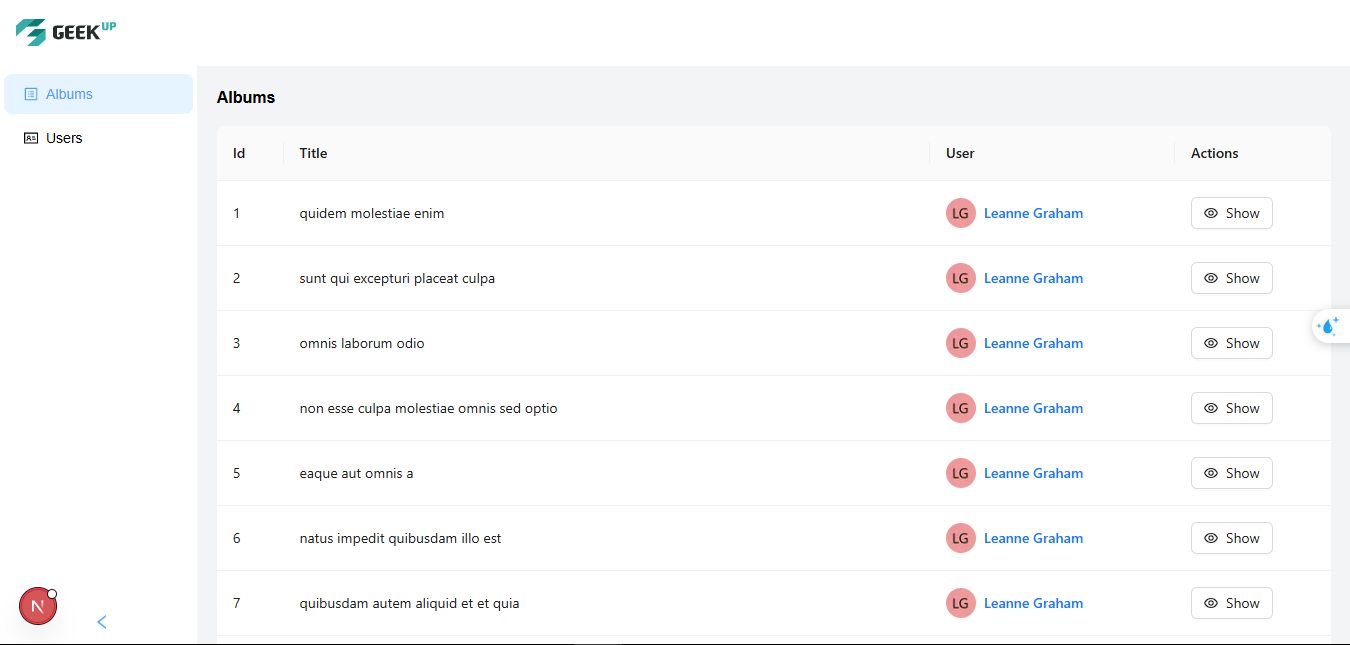 GEEK UP
Albums
Users
Albums
Id Title User Actions
1 quidem molestiae enim LG Leanne Graham Show
2 sunt qui excepturi placeat culpa LG Leanne Graham Show
3 omnis laborum odio LG Leanne Graham Show
4 non esse culpa molestiae omnis sed optio LG Leanne Graham Show
5 eaque aut omnis a LG Leanne Graham Show
6 natus impedit quibusdam illo est LG Leanne Graham Show
7 quibusdam autem aliquid et et quia LG Leanne Graham Show
N